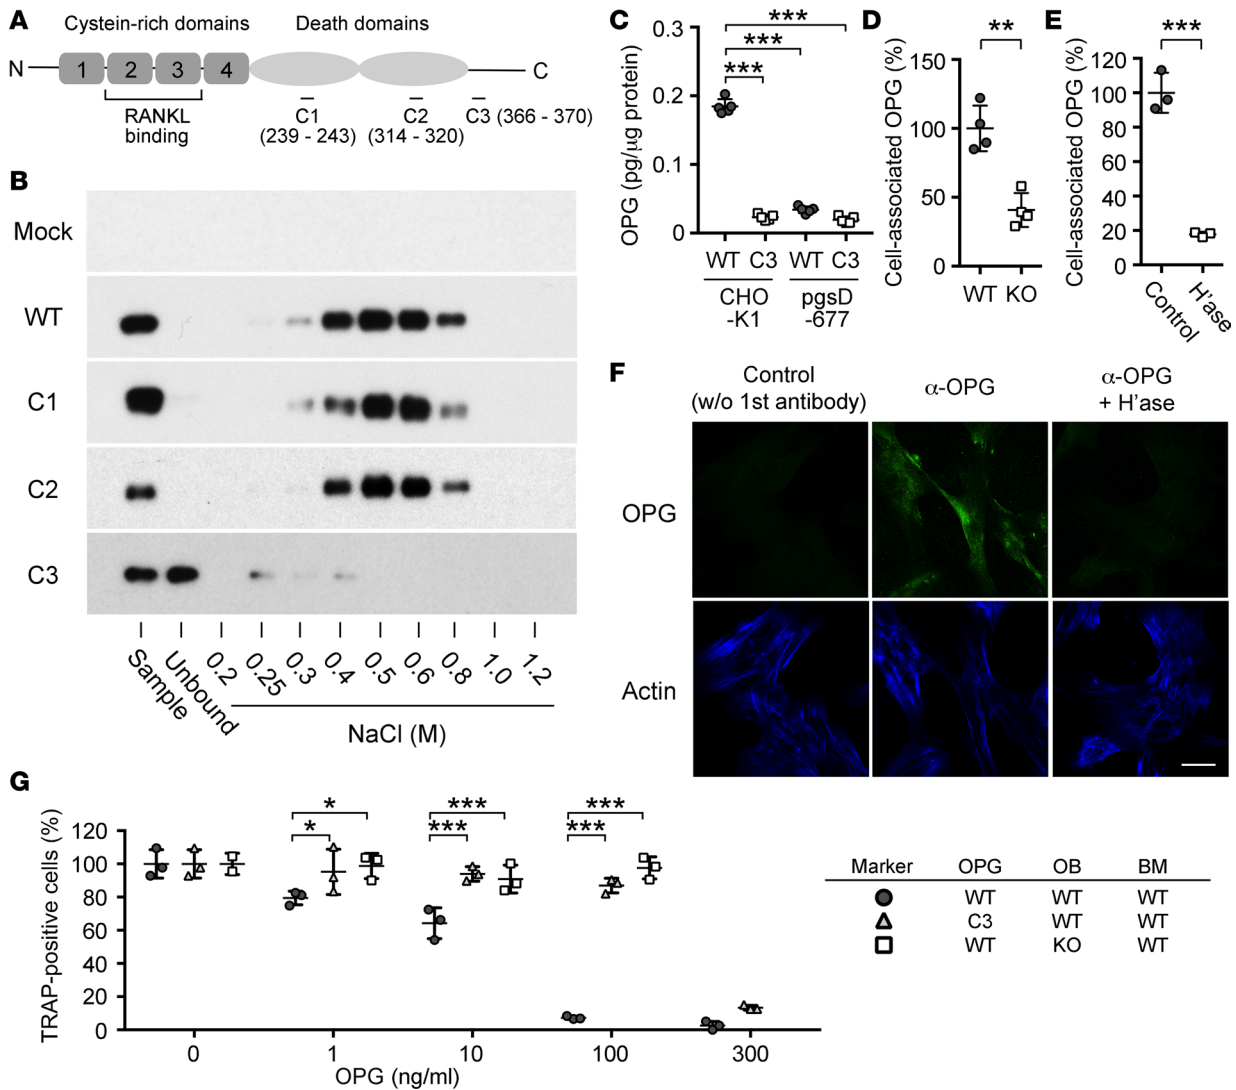 A
Cystein-rich domains
Death domains
N
1
2
3
4
C
RANKL
binding
C1
(239 - 243)
C2
(314 - 320)
C3 (366 - 370)
B
Mock
WT
C1
C2
C3
Sample
Unbound
0.2
0.25
0.3
0.4
0.5
0.6
0.8
1.0
1.2
NaCl (M)
C
OPG (pg/µg protein)
0.3
0.2
0.1
0
***
***
***
WT C3 WT C3
CHO
-K1
pgsD
-677
D
Cell-associated OPG (%)
150
100
50
0
**
WT KO
E
Cell-associated OPG (%)
120
100
80
60
40
20
0
***
Control
H'ase
F
Control
(w/o 1st antibody)
α-OPG
α-OPG
+ H'ase
OPG
Actin
G
TRAP-positive cells (%)
120
100
80
60
40
20
0
*
*
***
***
***
***
0
1
10
100
300
OPG (ng/ml)
Marker OPG OB BM
WT WT WT
C3 WT WT
WT KO WT